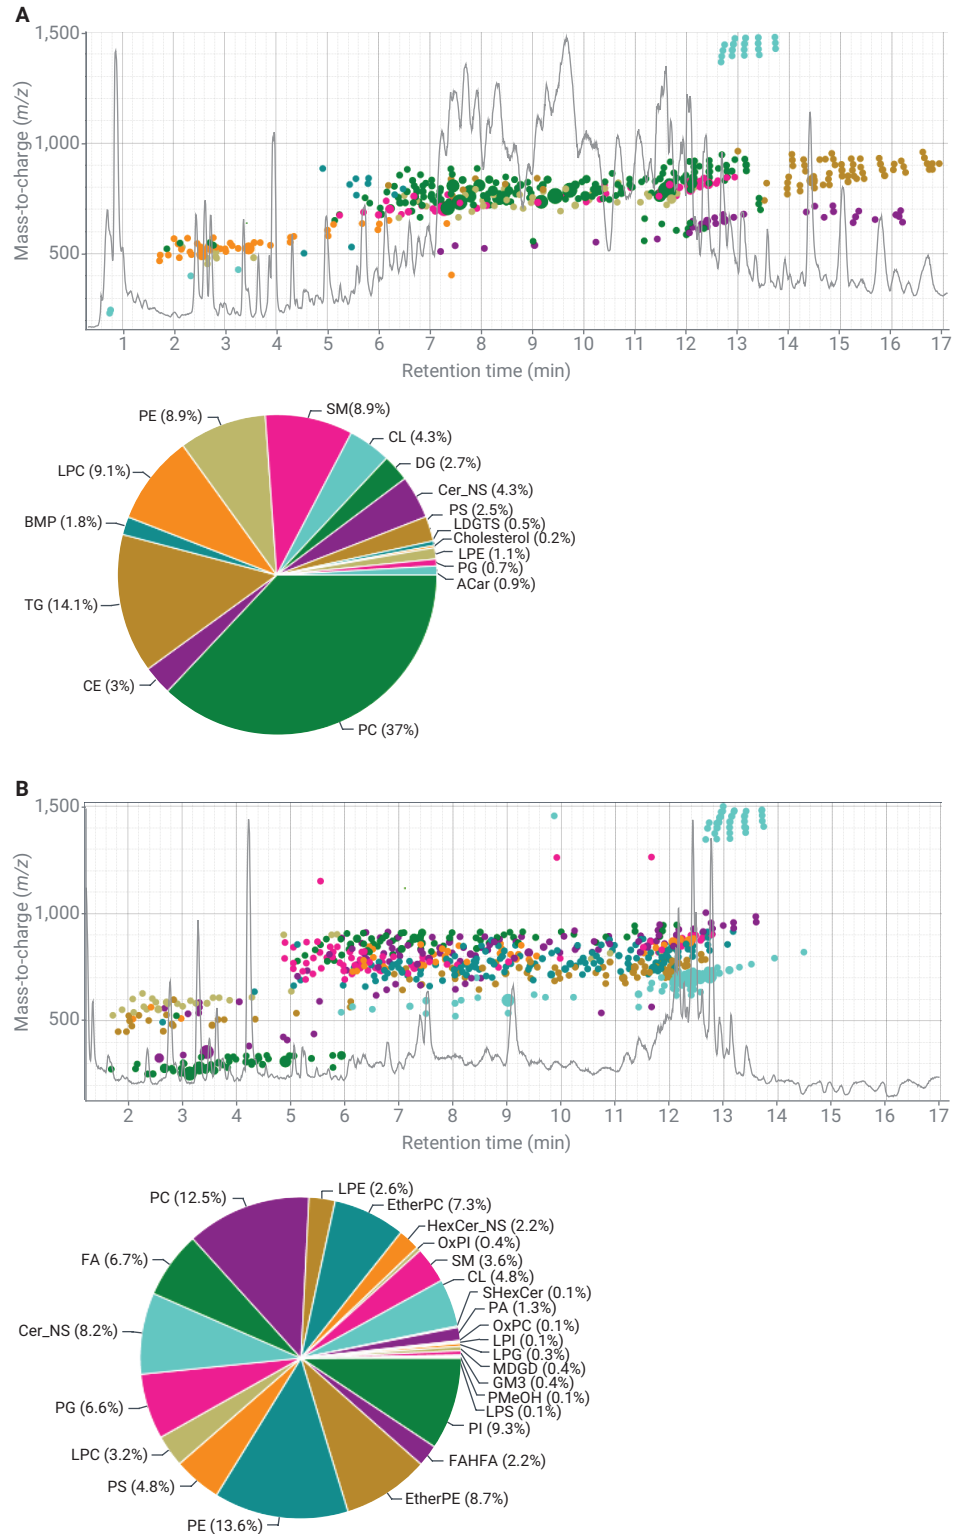 A
1,500
1,000
500
Mass-to-charge (m/z)
1 2 3 4 5 6 7 8 9 10 11 12 13 14 15 16 17
Retention time (min)
PE (8.9%)
SM(8.9%)
CL (4.3%)
DG (2.7%)
LPC (9.1%)
Cer_NS (4.3%)
PS (2.5%)
BMP (1.8%)
LDGTS (0.5%)
Cholesterol (0.2%)
LPE (1.1%)
PG (0.7%)
ACar (0.9%)
TG (14.1%)
CE (3%)
PC (37%)
B
1,500
1,000
500
Mass-to-charge (m/z)
2 3 4 5 6 7 8 9 10 11 12 13 14 15 16 17
Retention time (min)
PC (12.5%)
LPE (2.6%)
EtherPC (7.3%)
HexCer_NS (2.2%)
OxPI (0.4%)
FA (6.7%)
SM (3.6%)
CL (4.8%)
SHexCer (0.1%)
PA (1.3%)
OxPC (0.1%)
Cer_NS (8.2%)
LPI (0.1%)
LPG (0.3%)
MDGD (0.4%)
GM3 (0.4%)
PMeOH (0.1%)
PG (6.6%)
LPS (0.1%)
PI (9.3%)
LPC (3.2%)
FAHFA (2.2%)
PS (4.8%)
EtherPE (8.7%)
PE (13.6%)